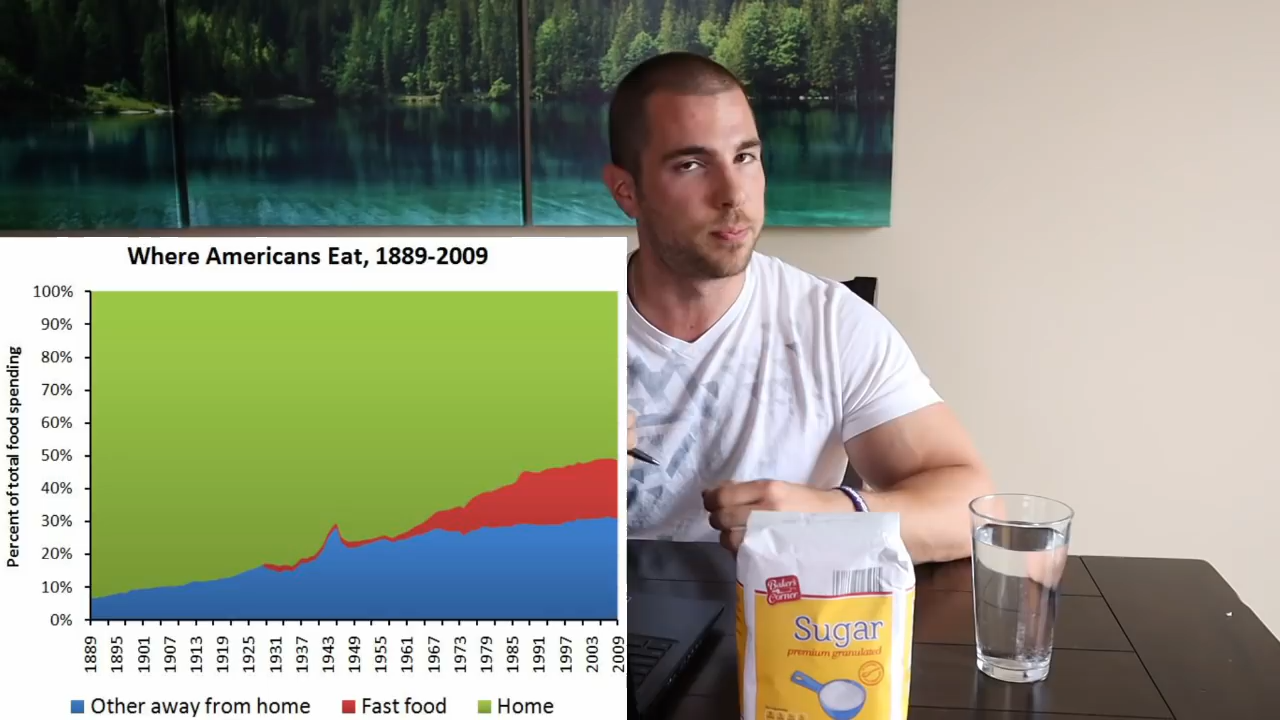 Where Americans Eat, 1889-2009
Percent of total food spending
100%
90%
80%
70%
60%
50%
40%
30%
20%
10%
0%
1889 1895 1901 1907 1913 1919 1925 1931 1937 1943 1949 1955 1961 1967 1973 1979 1985 1991 1997 2003 2009
Other away from home Fast food Home
Baker's
Corner
Sugar
premium granulated